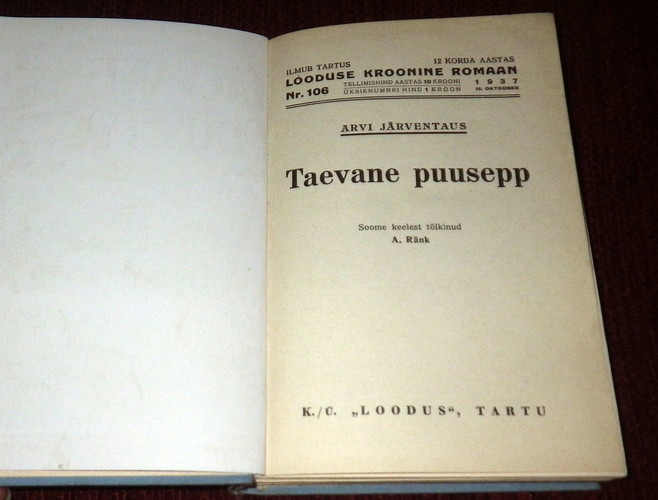 ILMUB TARTUS 12 KORDA AASTAS
LOODUSE KROONINE ROMAAN
Nr. 106 TELLIMISHIND AASTAS 10 KROONI 1937
ÜKSIKNUMBRI HIND 1 KROON 15. OKTOOBER
ARVI JÄRVENTAUS
Taevane puusepp
Soome keelest tõlkinud
A. Ränk
K./Ü. „LOODUS“, TARTU